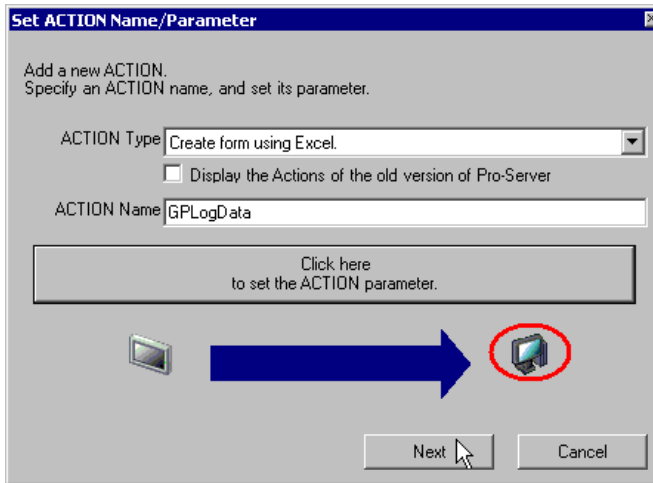 Set ACTION Name/Parameter
Add a new ACTION.
Specify an ACTION name, and set its parameter.
ACTION Type Create form using Excel.
Display the Actions of the old version of Pro-Server
ACTION Name GPLogData
Click here
to set the ACTION parameter.
Next Cancel